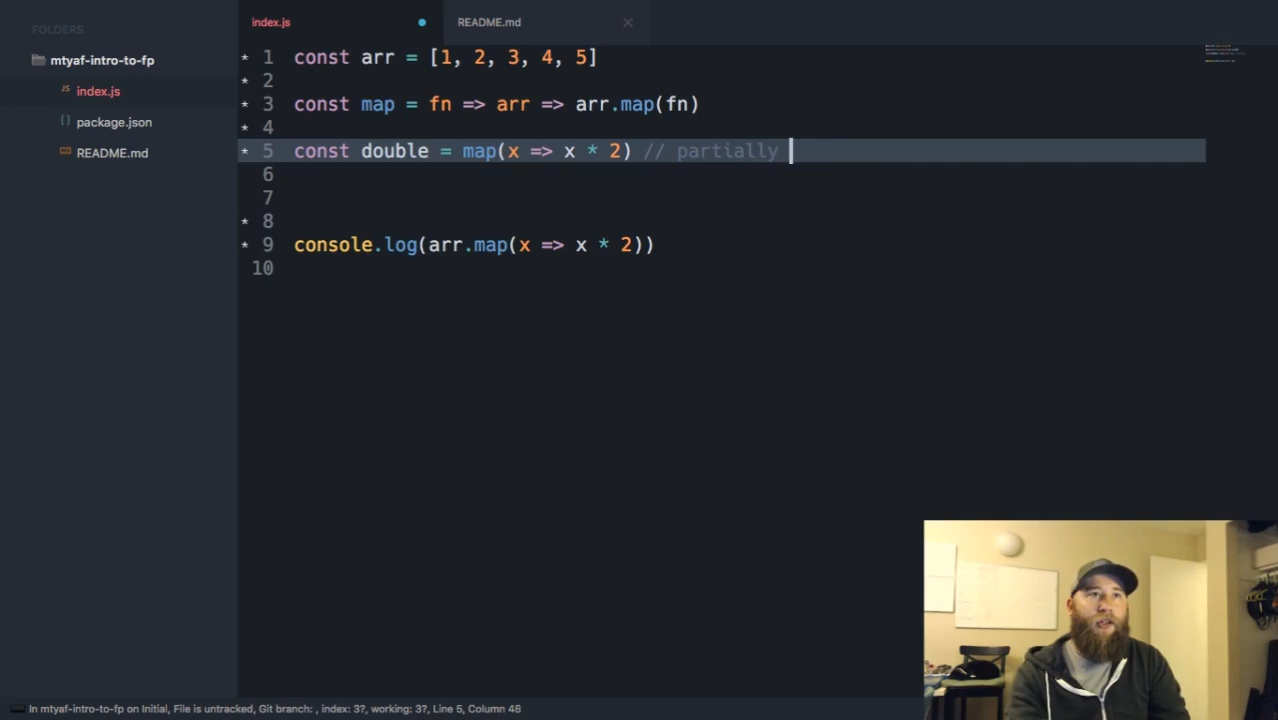 FOLDERS
mtyaf-intro-to-fp
index.js
package.json
README.md
index.js
README.md
1 const arr = [1, 2, 3, 4, 5]
2
3 const map = fn => arr => arr.map(fn)
4
5 const double = map(x => x * 2) // partially
6
7
8
9 console.log(arr.map(x => x * 2))
10
In mtyaf-intro-to-fp on Initial, File is untracked, Git branch: , index: 3?, working: 3?, Line 5, Column 46